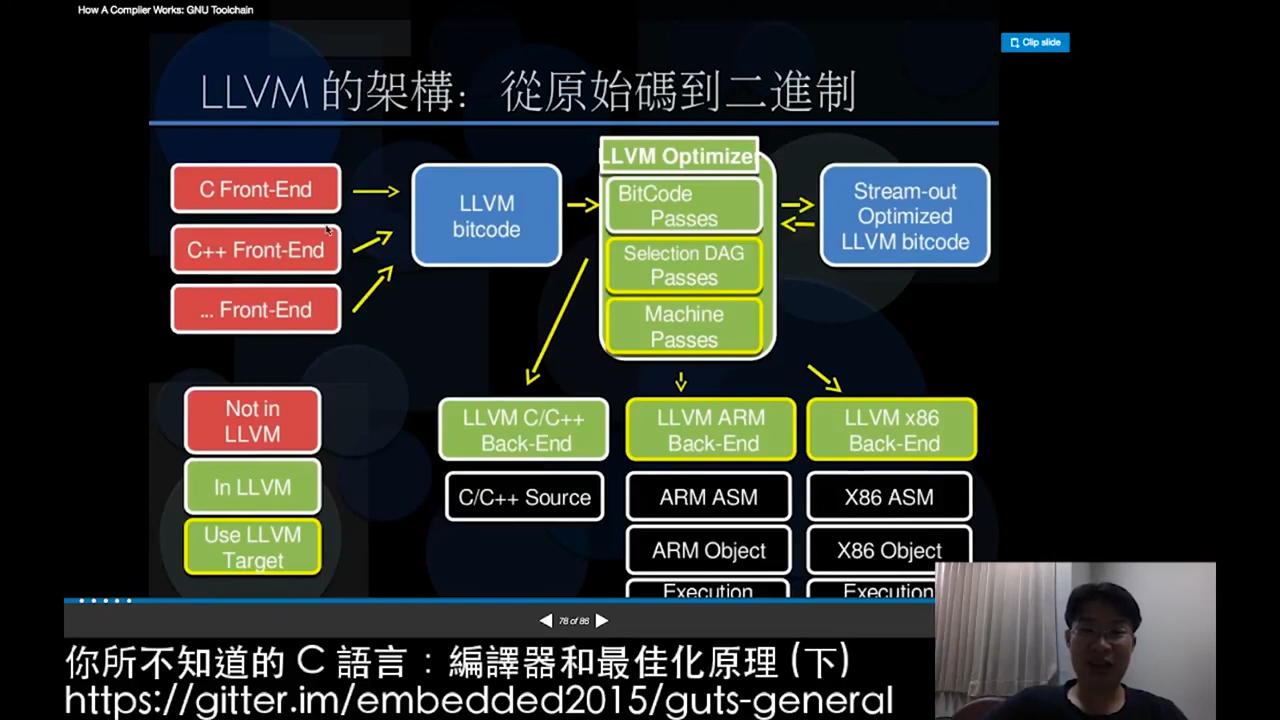 How A Compiler Works: GNU Toolchain
Clip slide
LLVM 的架構: 從原始碼到二進制
C Front-End
C++ Front-End
... Front-End
LLVM
bitcode
LLVM Optimize
BitCode
Passes
Selection DAG
Passes
Machine
Passes
Stream-out
Optimized
LLVM bitcode
Not in
LLVM
In LLVM
Use LLVM
Target
LLVM C/C++
Back-End
C/C++ Source
LLVM ARM
Back-End
ARM ASM
ARM Object
Execution
LLVM x86
Back-End
X86 ASM
X86 Object
Execution
78 of 86
你所不知道的 C 語言：編譯器和最佳化原理 (下)
https://gitter.im/embedded2015/guts-general